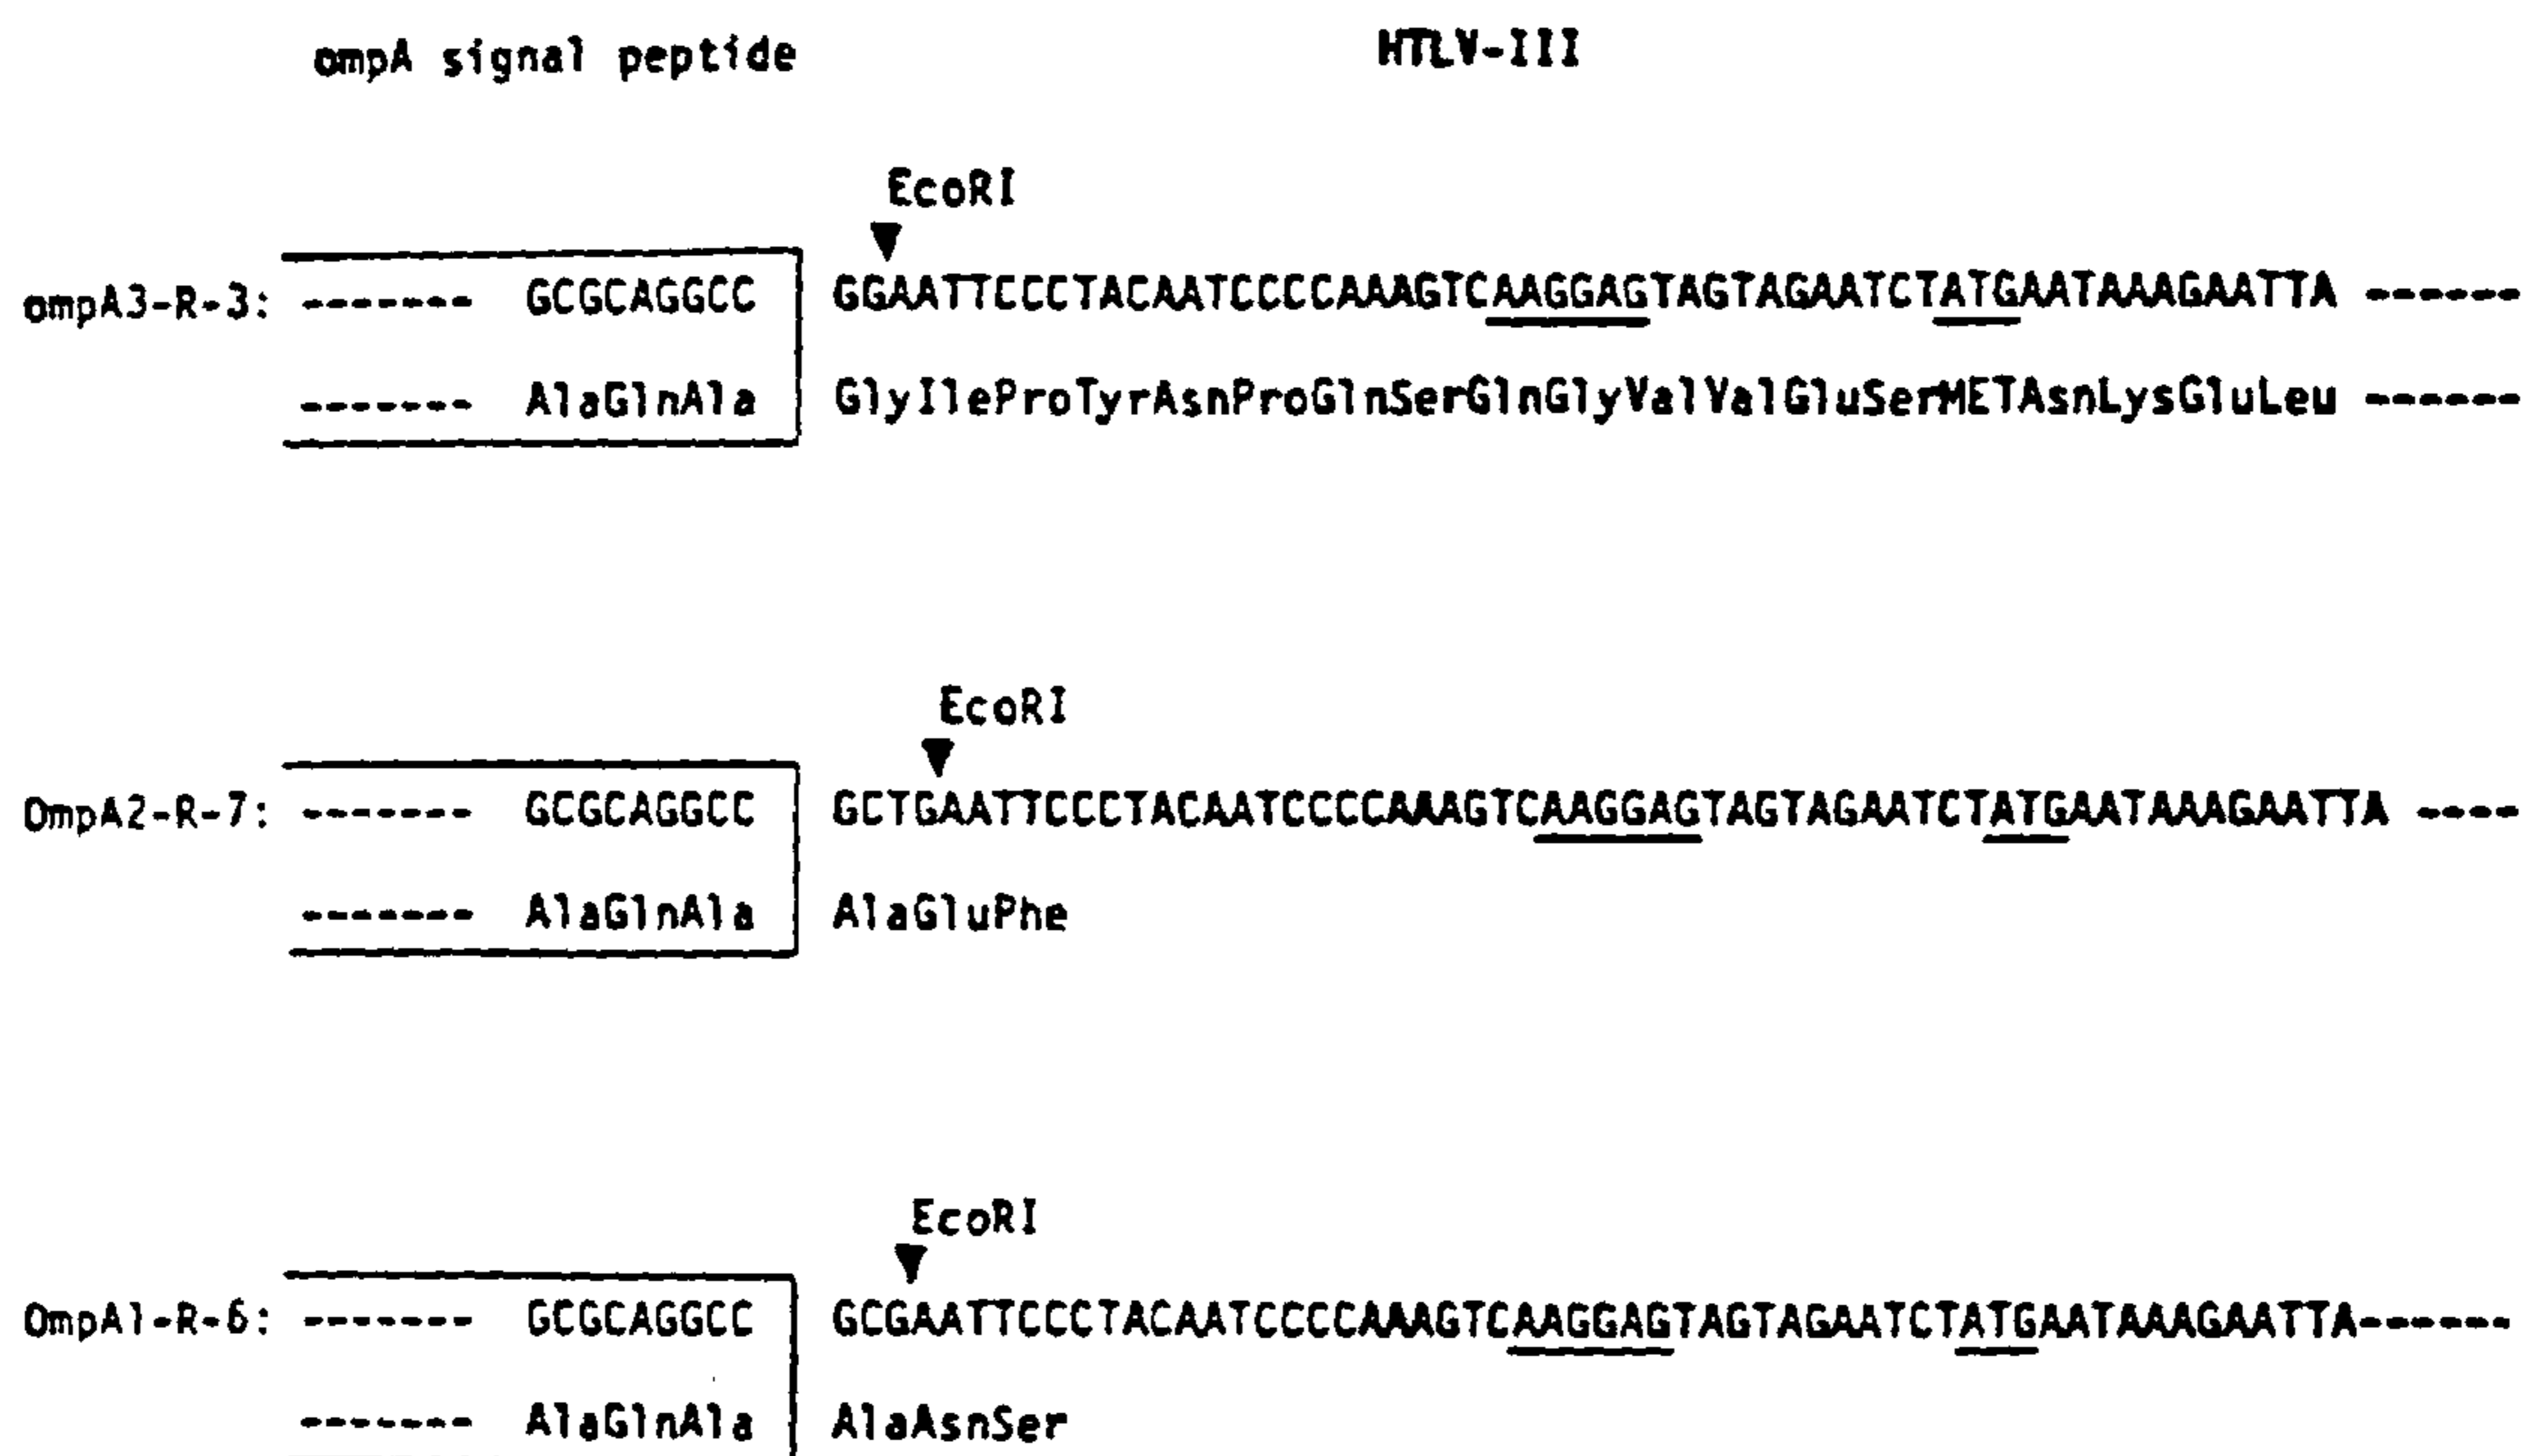 ompA signal peptide HTLV-III
EcoRI
ompA3-R-3: ------- GCGCAGGCC GGAATTCCCTACAATCCCCAAAGTCAAGGAGTAGTAGAATCTATGAATAAAGAATTA ------
------- AlaGlnAla GlyIleProTyrAsnProGlnSerGlnGlyValValGluSerMETAsnLysGluLeu ------
EcoRI
OmpA2-R-7: ------- GCGCAGGCC GCTGAATTCCCTACAATCCCCAAAGTCAAGGAGTAGTAGAATCTATGAATAAAGAATTA ----
------- AlaGlnAla AlaGluPhe
EcoRI
OmpA1-R-6: ------- GCGCAGGCC GCGAATTCCCTACAATCCCCAAAGTCAAGGAGTAGTAGAATCTATGAATAAAGAATTA------
------- AlaGlnAla AlaAsnSer